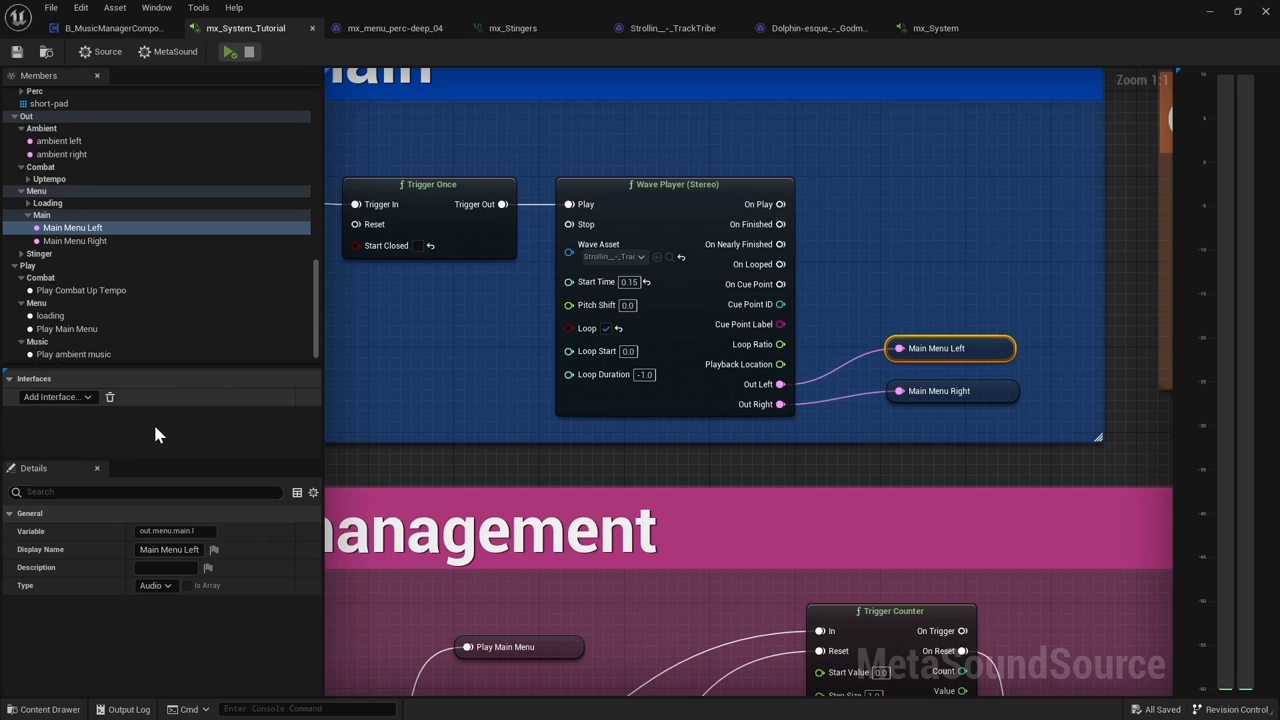 File Edit Asset Window Tools Help
B_MusicManagerCompo...
mx_System_Tutorial
mx_menu_perc-deep_04
mx_Stingers
Strollin__-_TrackTribe
Dolphin-esque_-_Godm...
mx_System
Source
MetaSound
Members
Perc
short-pad
Out
Ambient
ambient left
ambient right
Combat
Uptempo
Menu
Loading
Main
Main Menu Left
Main Menu Right
Stinger
Play
Combat
Play Combat Up Tempo
Menu
loading
Play Main Menu
Music
Play ambient music
Interfaces
Add Interface...
Details
Search
General
Variable out.menu.main.l
Display Name Main Menu Left
Description
Type Audio Is Array
Zoom 1:1
Trigger Once
Trigger In Trigger Out
Reset
Start Closed
Wave Player (Stereo)
Play On Play
Stop On Finished
Wave Asset On Nearly Finished
Strollin__-_Trac
On Looped
Start Time 0.15 On Cue Point
Pitch Shift 0.0 Cue Point ID
Loop Cue Point Label
Loop Start 0.0 Loop Ratio
Loop Duration -1.0 Playback Location
Out Left
Out Right
Main Menu Left
Main Menu Right
management
Play Main Menu
Trigger Counter
In On Trigger
Reset On Reset
Start Value 0.0 Count
Step Size 1.0 Value
MetaSoundSource
Content Drawer Output Log Cmd Enter Console Command All Saved Revision Control